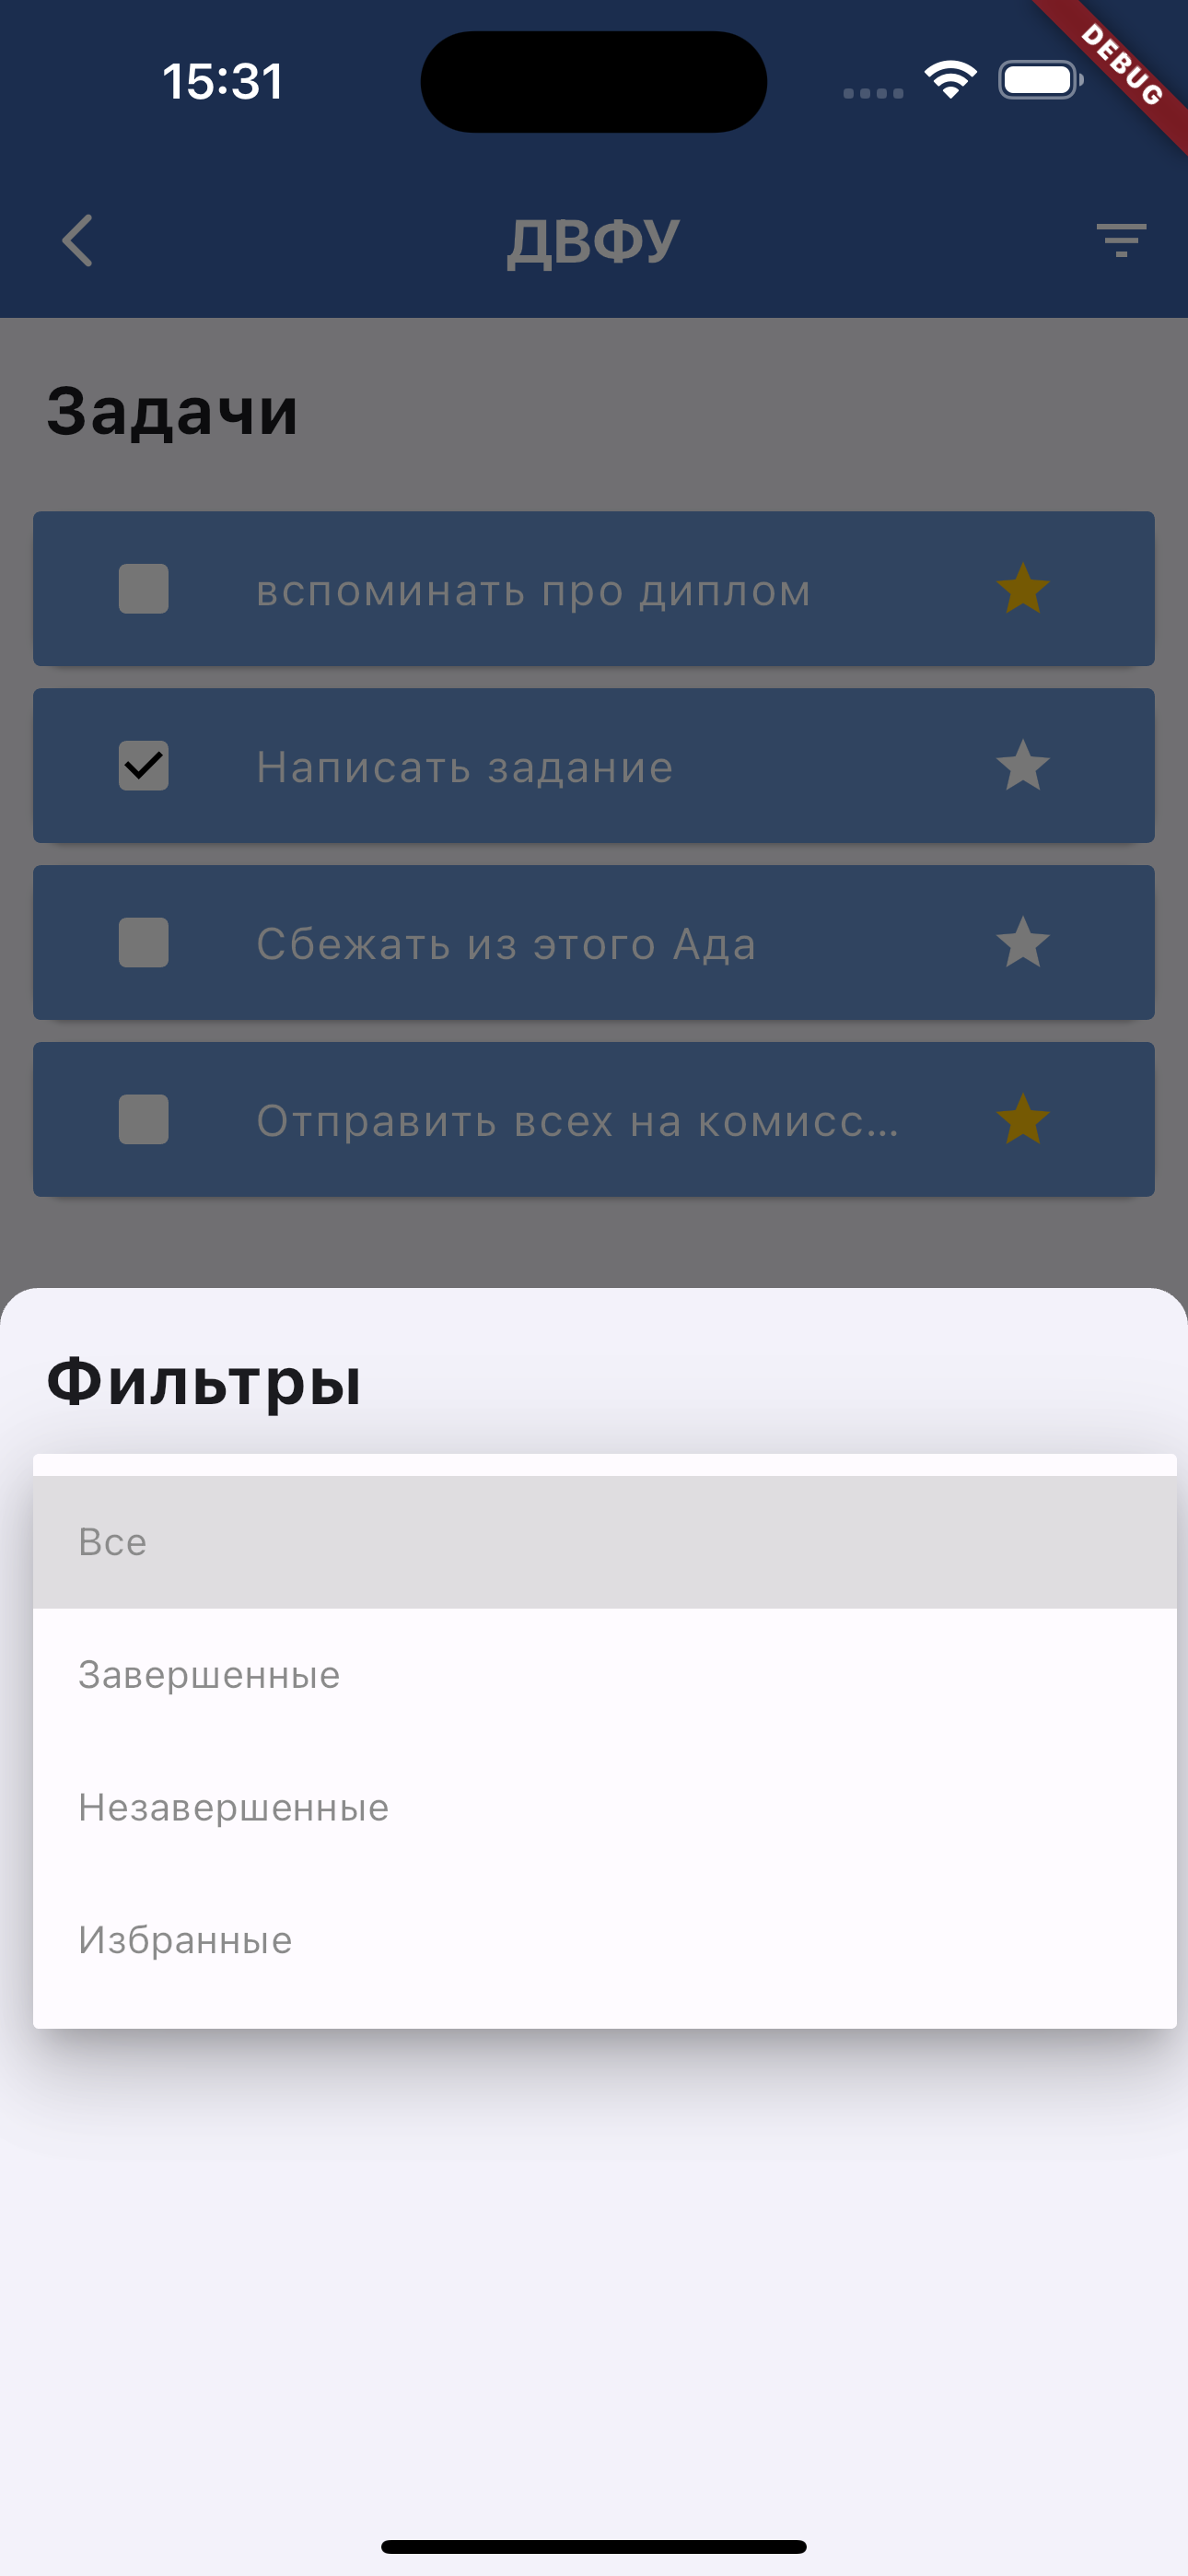 15:31
DEBUG
ДВФУ
Задачи
вспоминать про диплом
Написать задание
Сбежать из этого Ада
Отправить всех на комисс...
Фильтры
Все
Завершенные
Незавершенные
Избранные